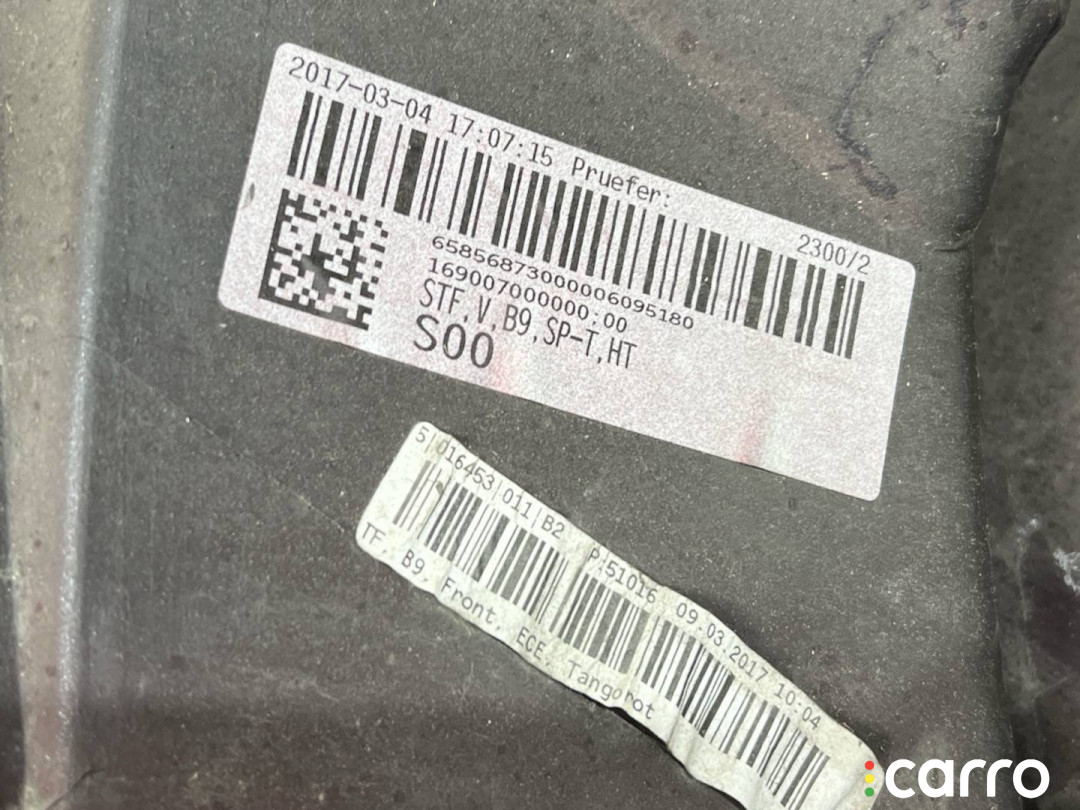 2017-03-04 17:07:15 Pruefer: 2300/2
65856873000006095180
169007000000.00
STF,V,B9,SP-T,HT
S00
5|016453|011|B2 P:51016 09.03.2017 10:04
TF, B9, Front, ECE, Tangorot
carro